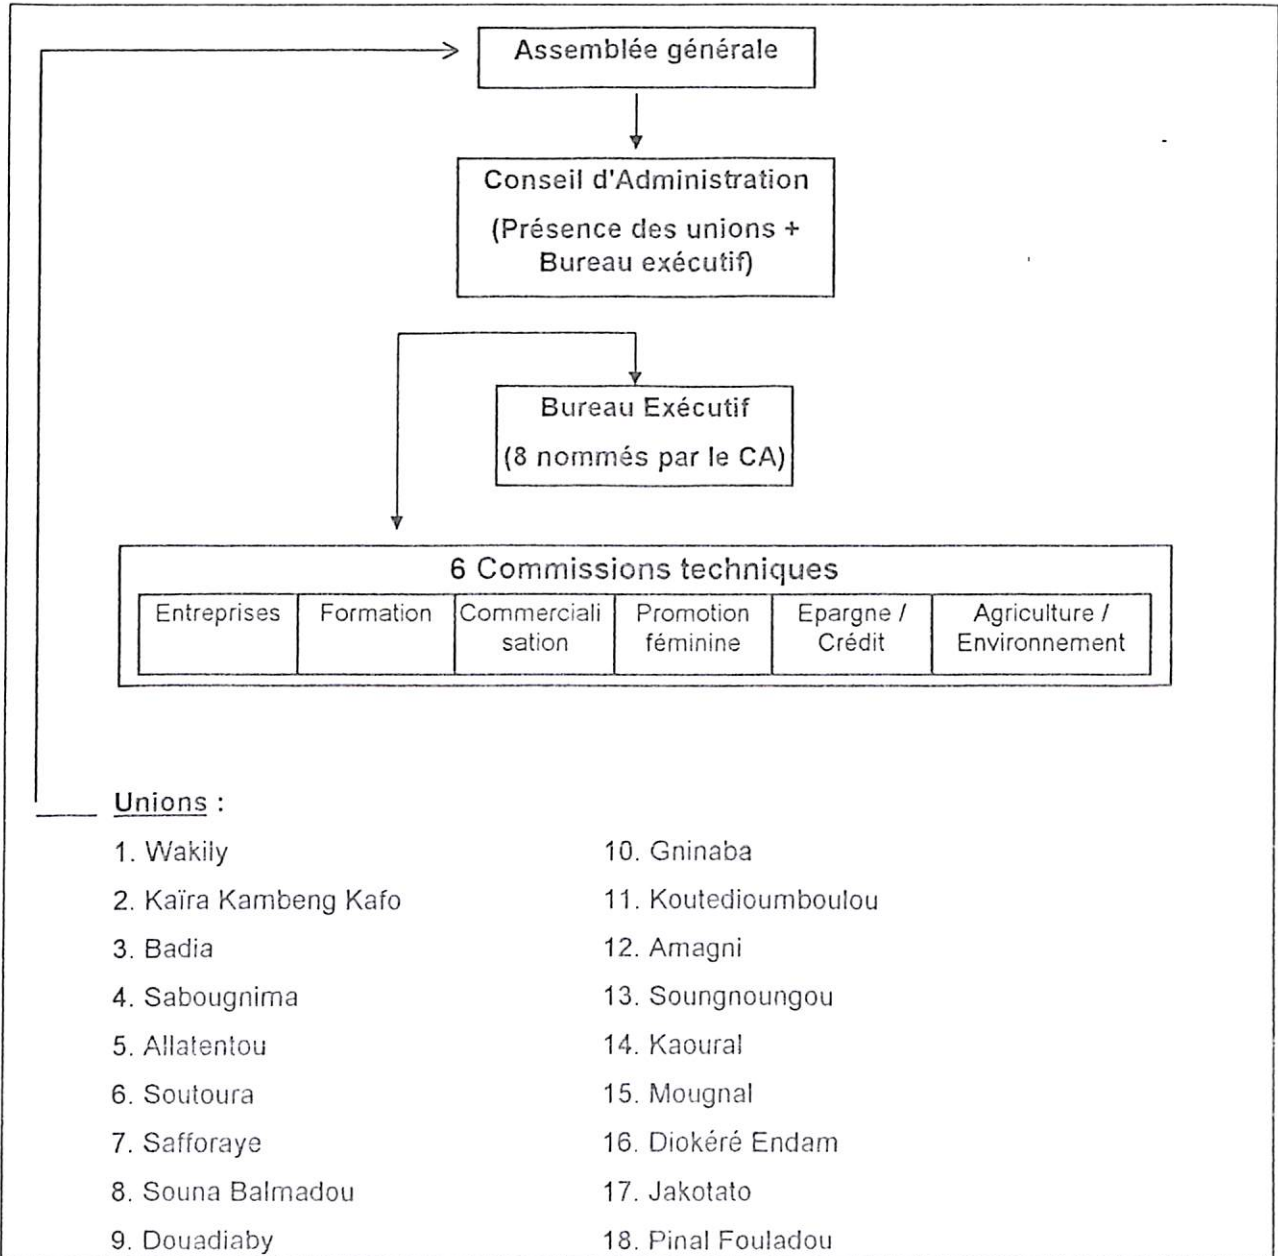 Assemblée générale
Conseil d'Administration
(Présence des unions +
Bureau exécutif)
Bureau Exécutif
(8 nommés par le CA)
6 Commissions techniques
Entreprises
Formation
Commerciali
sation
Promotion
féminine
Epargne /
Crédit
Agriculture /
Environnement
Unions :
1. Wakily
2. Kaïra Kambeng Kafo
3. Badia
4. Sabougnima
5. Allatentou
6. Soutoura
7. Safforaye
8. Souna Balmadou
9. Douadiaby
10. Gninaba
11. Koutedioumboulou
12. Amagni
13. Soungnoungou
14. Kaoural
15. Mougnal
16. Diokéré Endam
17. Jakotato
18. Pinal Fouladou